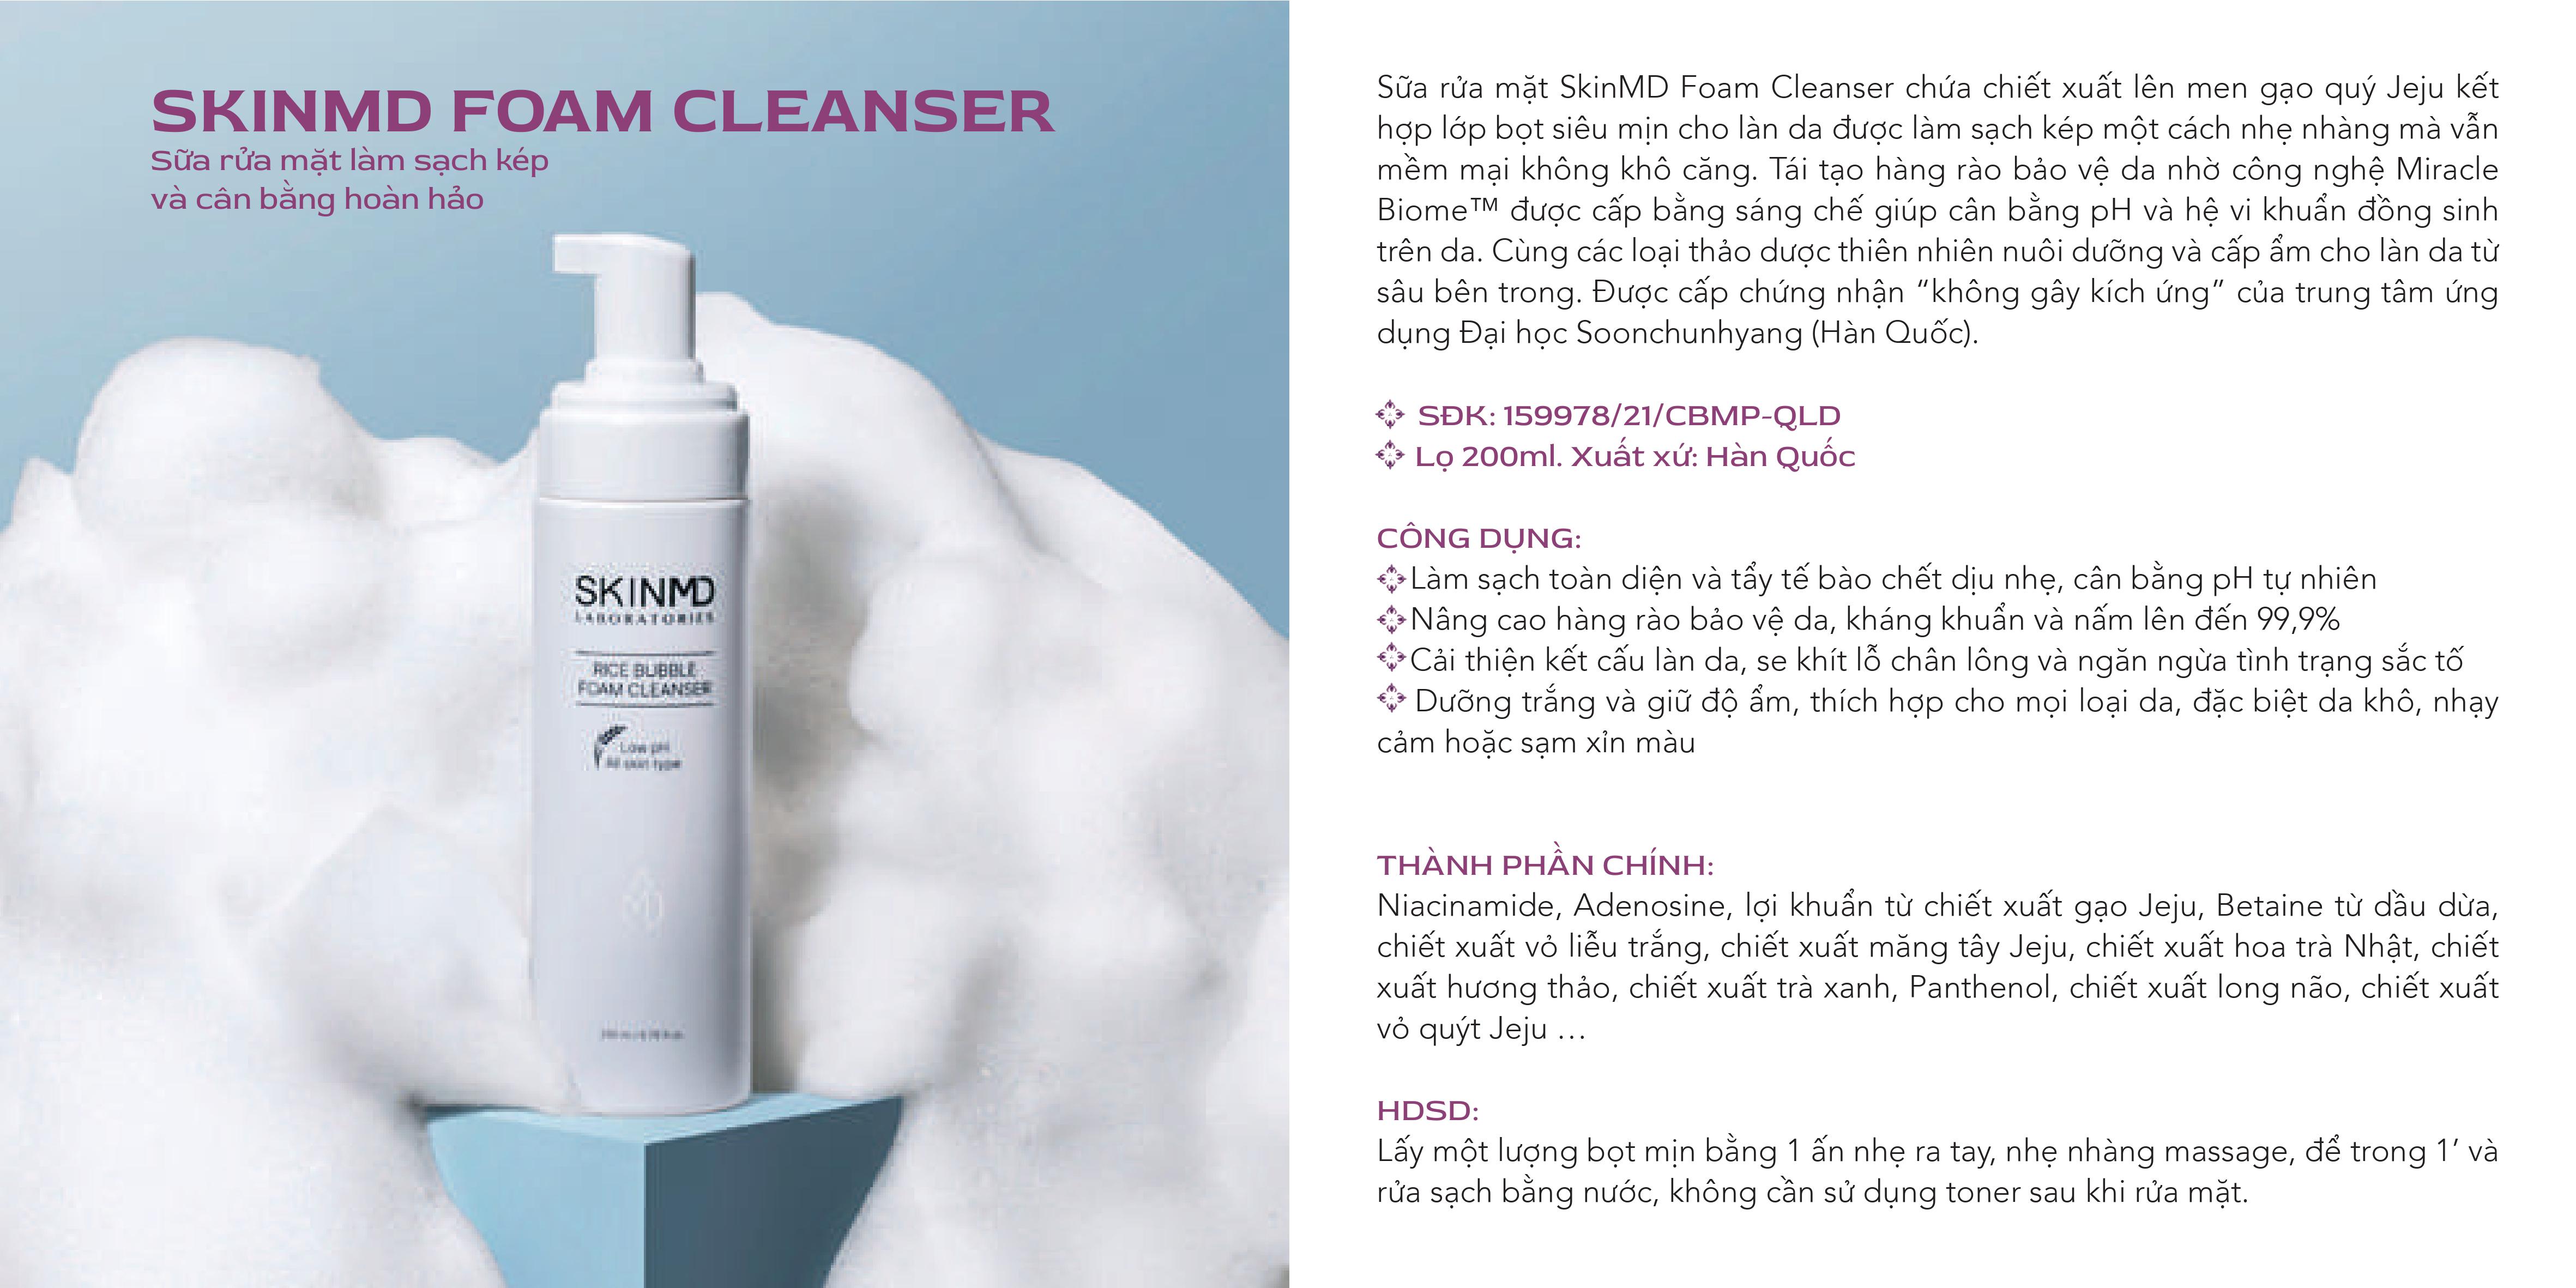 SKINMD FOAM CLEANSER
Sữa rửa mặt làm sạch kép
và cân bằng hoàn hảo
SKINMD
LABORATORIES
RICE BUBBLE
FOAM CLEANSER
Low pH
All skin type
Sữa rửa mặt SkinMD Foam Cleanser chứa chiết xuất lên men gạo quý Jeju kết
hợp lớp bọt siêu mịn cho làn da được làm sạch kép một cách nhẹ nhàng mà vẫn
mềm mại không khô căng. Tái tạo hàng rào bảo vệ da nhờ công nghệ Miracle
Biome™ được cấp bằng sáng chế giúp cân bằng pH và hệ vi khuẩn đồng sinh
trên da. Cùng các loại thảo dược thiên nhiên nuôi dưỡng và cấp ẩm cho làn da từ
sâu bên trong. Được cấp chứng nhận “không gây kích ứng” của trung tâm ứng
dụng Đại học Soonchunhyang (Hàn Quốc).
SĐK: 159978/21/CBMP-QLD
Lọ 200ml. Xuất xứ: Hàn Quốc
CÔNG DỤNG:
Làm sạch toàn diện và tẩy tế bào chết dịu nhẹ, cân bằng pH tự nhiên
Nâng cao hàng rào bảo vệ da, kháng khuẩn và nấm lên đến 99,9%
Cải thiện kết cấu làn da, se khít lỗ chân lông và ngăn ngừa tình trạng sắc tố
Dưỡng trắng và giữ độ ẩm, thích hợp cho mọi loại da, đặc biệt da khô, nhạy
cảm hoặc sạm xỉn màu
THÀNH PHẦN CHÍNH:
Niacinamide, Adenosine, lợi khuẩn từ chiết xuất gạo Jeju, Betaine từ dầu dừa,
chiết xuất vỏ liễu trắng, chiết xuất măng tây Jeju, chiết xuất hoa trà Nhật, chiết
xuất hương thảo, chiết xuất trà xanh, Panthenol, chiết xuất long não, chiết xuất
vỏ quýt Jeju ...
HDSD:
Lấy một lượng bọt mịn bằng 1 ấn nhẹ ra tay, nhẹ nhàng massage, để trong 1’ và
rửa sạch bằng nước, không cần sử dụng toner sau khi rửa mặt.